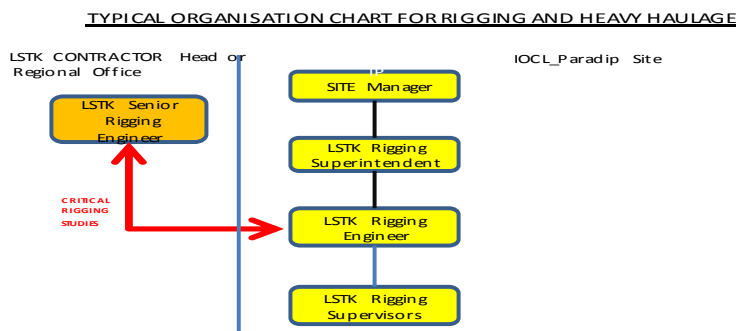 TYPICAL ORGANISATION CHART FOR RIGGING AND HEAVY HAULAGE
LSTK CONTRACTOR Head or
Regional Office
IOCL_Paradip Site
SITE Manager
LSTK Senior
Rigging
Engineer
LSTK Rigging
Superintendent
CRITICAL
RIGGING
STUDIES
LSTK Rigging
Engineer
LSTK Rigging
Supervisors